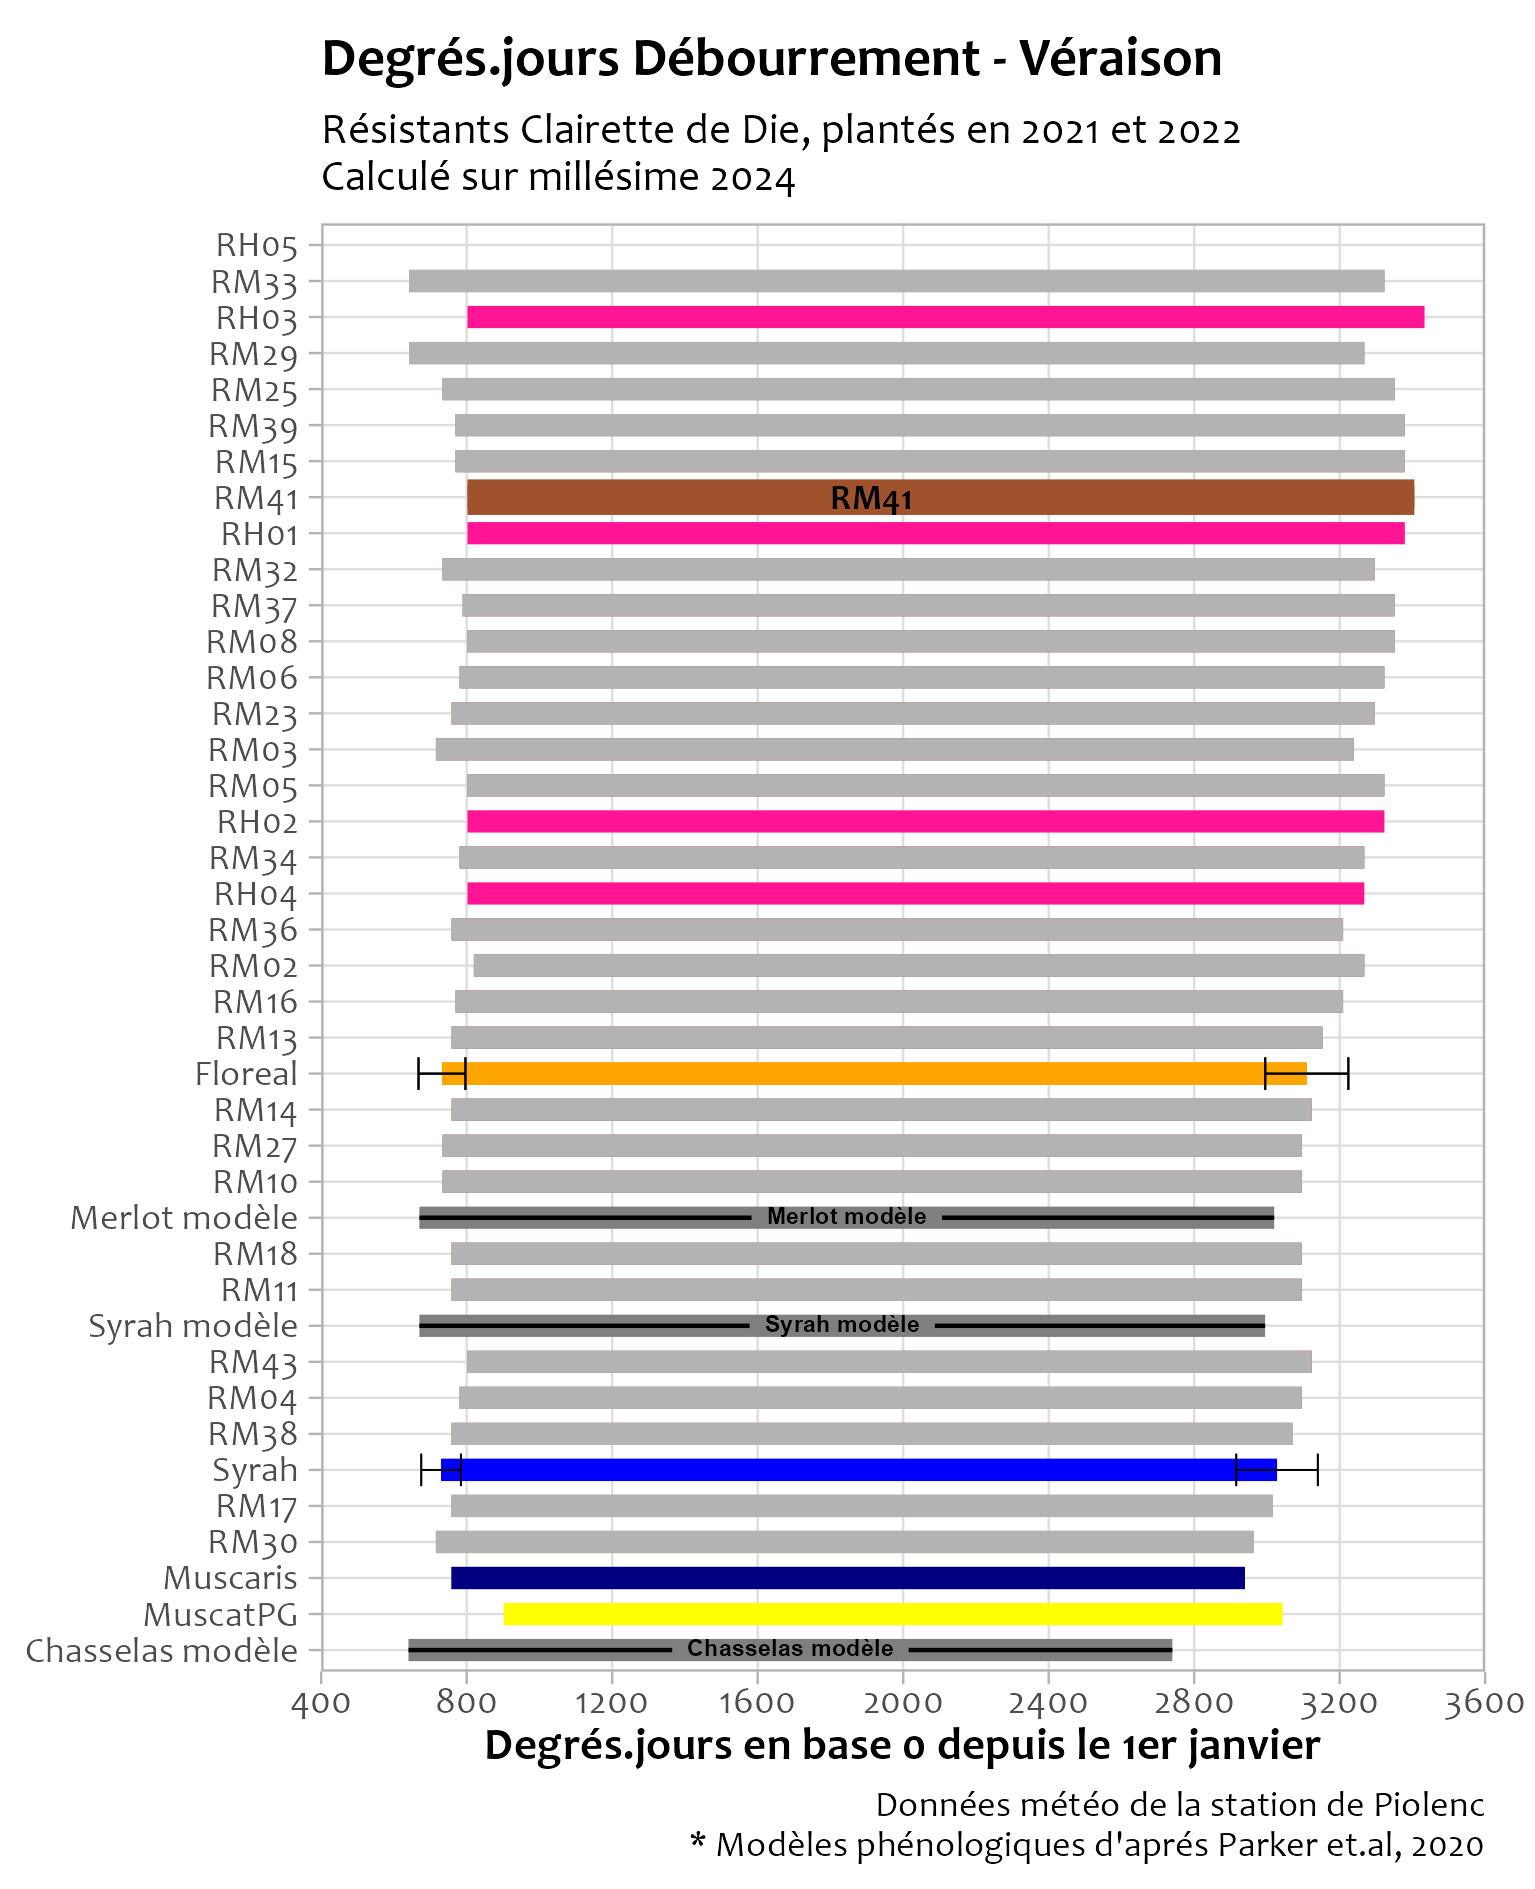 Degrés.jours Débourrement - Véraison
Résistants Clairette de Die, plantés en 2021 et 2022
Calculé sur millésime 2024
RH05
RM33
RH03
RM29
RM25
RM39
RM15
RM41 RM41
RH01
RM32
RM37
RM08
RM06
RM23
RM03
RM05
RH02
RM34
RH04
RM36
RM02
RM16
RM13
Floreal
RM14
RM27
RM10
Merlot modèle Merlot modèle
RM18
RM11
Syrah modèle Syrah modèle
RM43
RM04
RM38
Syrah
RM17
RM30
Muscaris
MuscatPG
Chasselas modèle Chasselas modèle
400 800 1200 1600 2000 2400 2800 3200 3600
Degrés.jours en base 0 depuis le 1er janvier
Données météo de la station de Piolenc
* Modèles phénologiques d'aprés Parker et.al, 2020